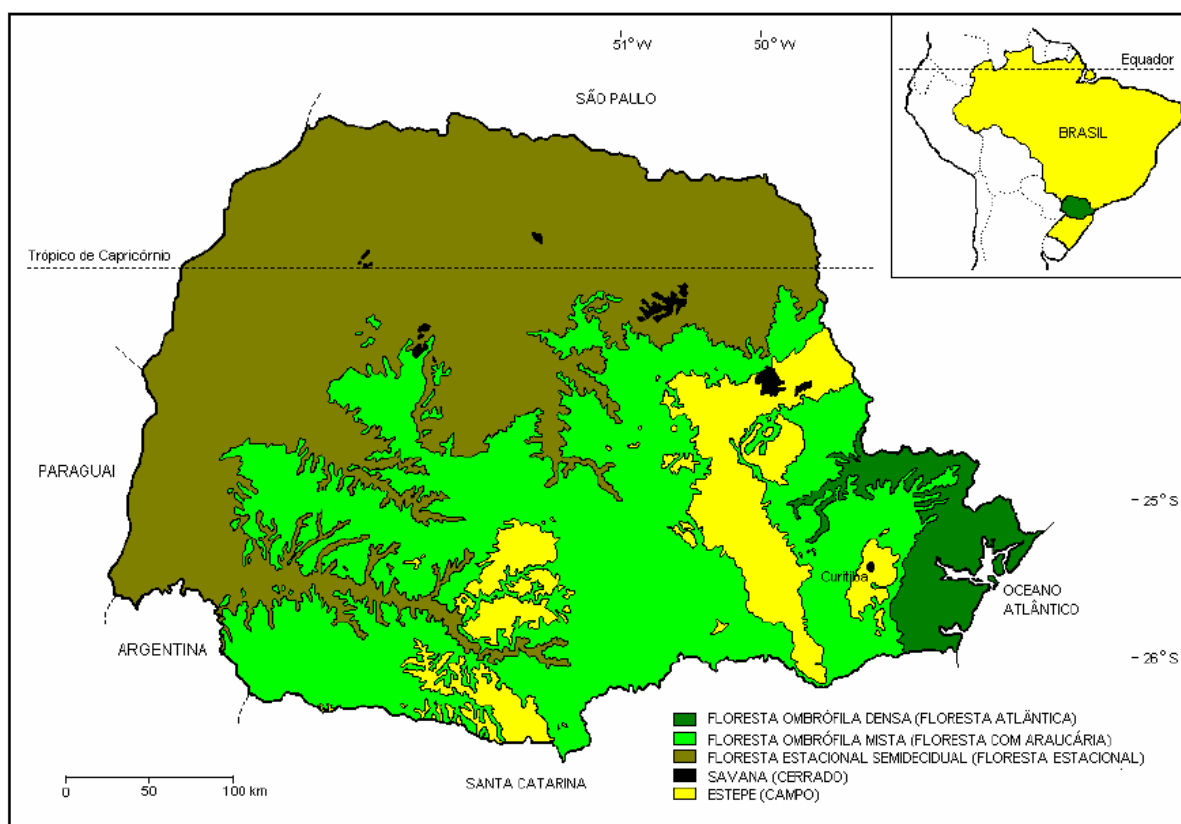 51° W
50° W
SÃO PAULO
Equador
BRASIL
Trópico de Capricórnio
PARAGUAI
25° S
Curitiba
OCEANO
ATLÂNTICO
ARGENTINA
26° S
FLORESTA OMBRÓFILA DENSA (FLORESTA ATLÂNTICA)
FLORESTA OMBRÓFILA MISTA (FLORESTA COM ARAUCÁRIA)
FLORESTA ESTACIONAL SEMIDECIDUAL (FLORESTA ESTACIONAL)
SAVANA (CERRADO)
ESTEPE (CAMPO)
0 50 100 km
SANTA CATARINA